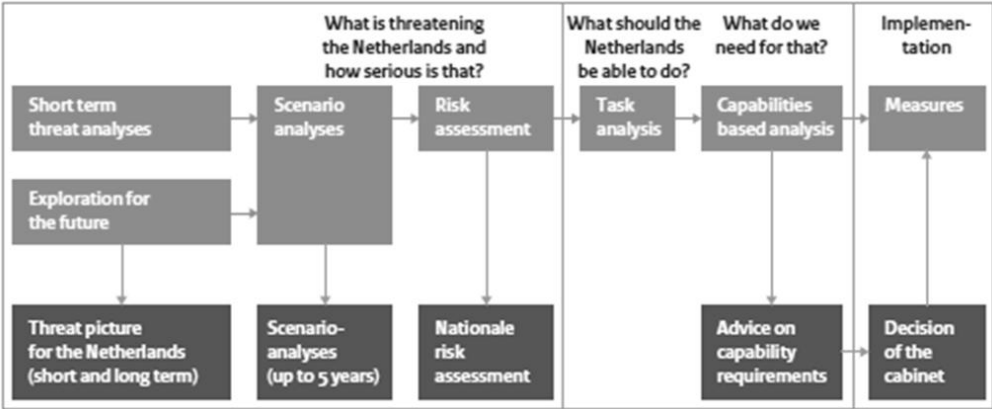 What is threatening
the Netherlands and
how serious is that?
What should the
Netherlands
be able to do?
What do we
need for that?
Implemen-
tation
Short term
threat analyses
Scenario
analyses
Risk
assessment
Task
analysis
Capabilities
based analysis
Measures
Exploration for
the future
Threat picture
for the Netherlands
(short and long term)
Scenario-
analyses
(up to 5 years)
Nationale
risk
assessment
Advice on
capability
requirements
Decision
of the
cabinet